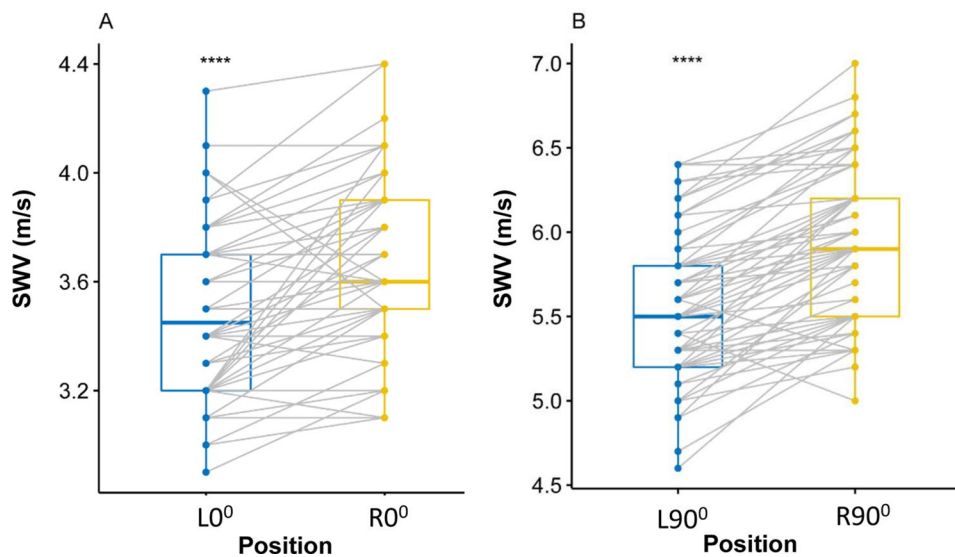 A
****
4.4
4.0
3.6
3.2
SWV (m/s)
L0⁰
R0⁰
Position
B
****
7.0
6.5
6.0
5.5
5.0
4.5
SWV (m/s)
L90⁰
R90⁰
Position